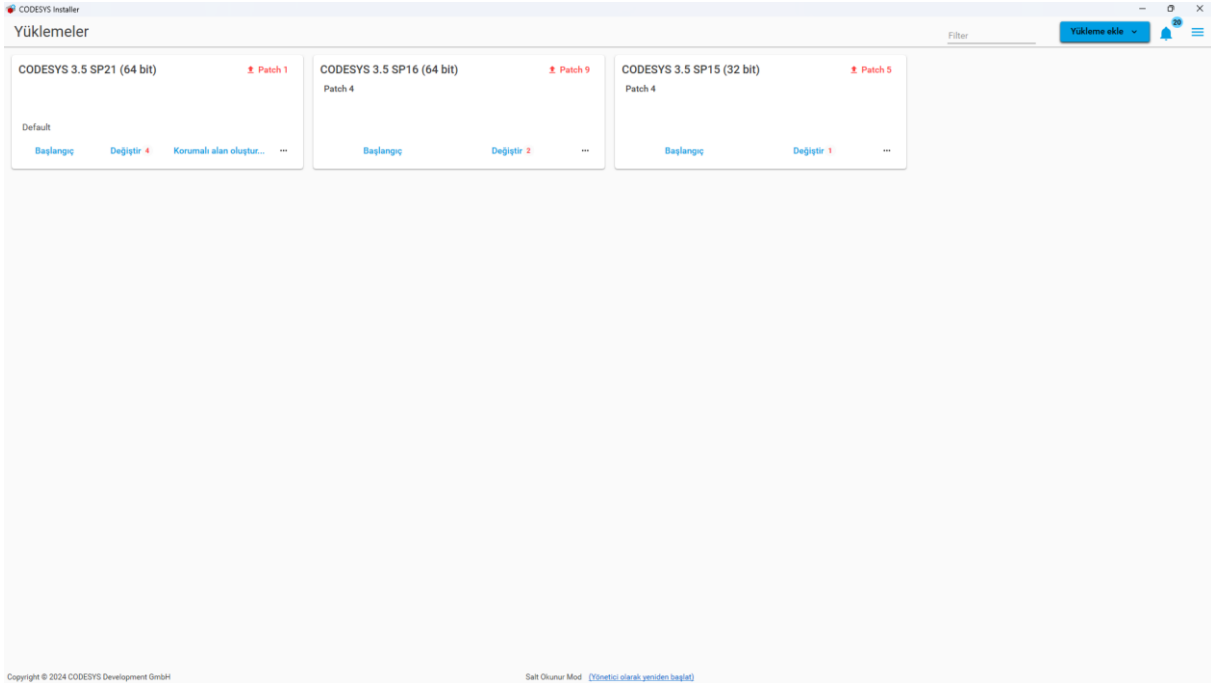 CODESYS Installer
Yüklemeler
Filter
Yükleme ekle
20
CODESYS 3.5 SP21 (64 bit)
Patch 1
Default
Başlangıç
Değiştir 4
Korumalı alan oluştur...
CODESYS 3.5 SP16 (64 bit)
Patch 9
Patch 4
Başlangıç
Değiştir 2
CODESYS 3.5 SP15 (32 bit)
Patch 5
Patch 4
Başlangıç
Değiştir 1
Copyright © 2024 CODESYS Development GmbH
Salt Okunur Mod (Yönetici olarak yeniden başlat)